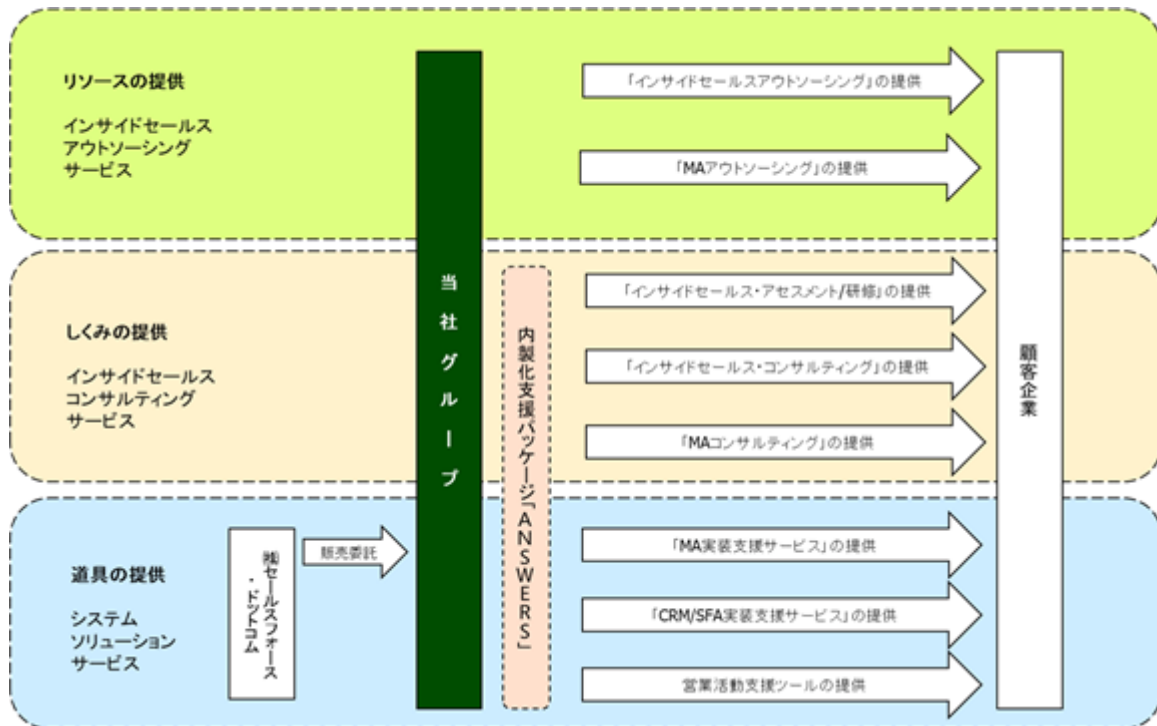 リソースの提供
インサイドセールス
アウトソーシング
サービス
「インサイドセールスアウトソーシング」の提供
「MAアウトソーシング」の提供
しくみの提供
インサイドセールス
コンサルティング
サービス
当社グループ
内製化支援パッケージ「ANSWERS」
「インサイドセールス・アセスメント/研修」の提供
「インサイドセールス・コンサルティング」の提供
「MAコンサルティング」の提供
顧客企業
道具の提供
システム
ソリューション
サービス
㈱セールスフォース
・ドットコム
販売委託
「MA実装支援サービス」の提供
「CRM/SFA実装支援サービス」の提供
営業活動支援ツールの提供